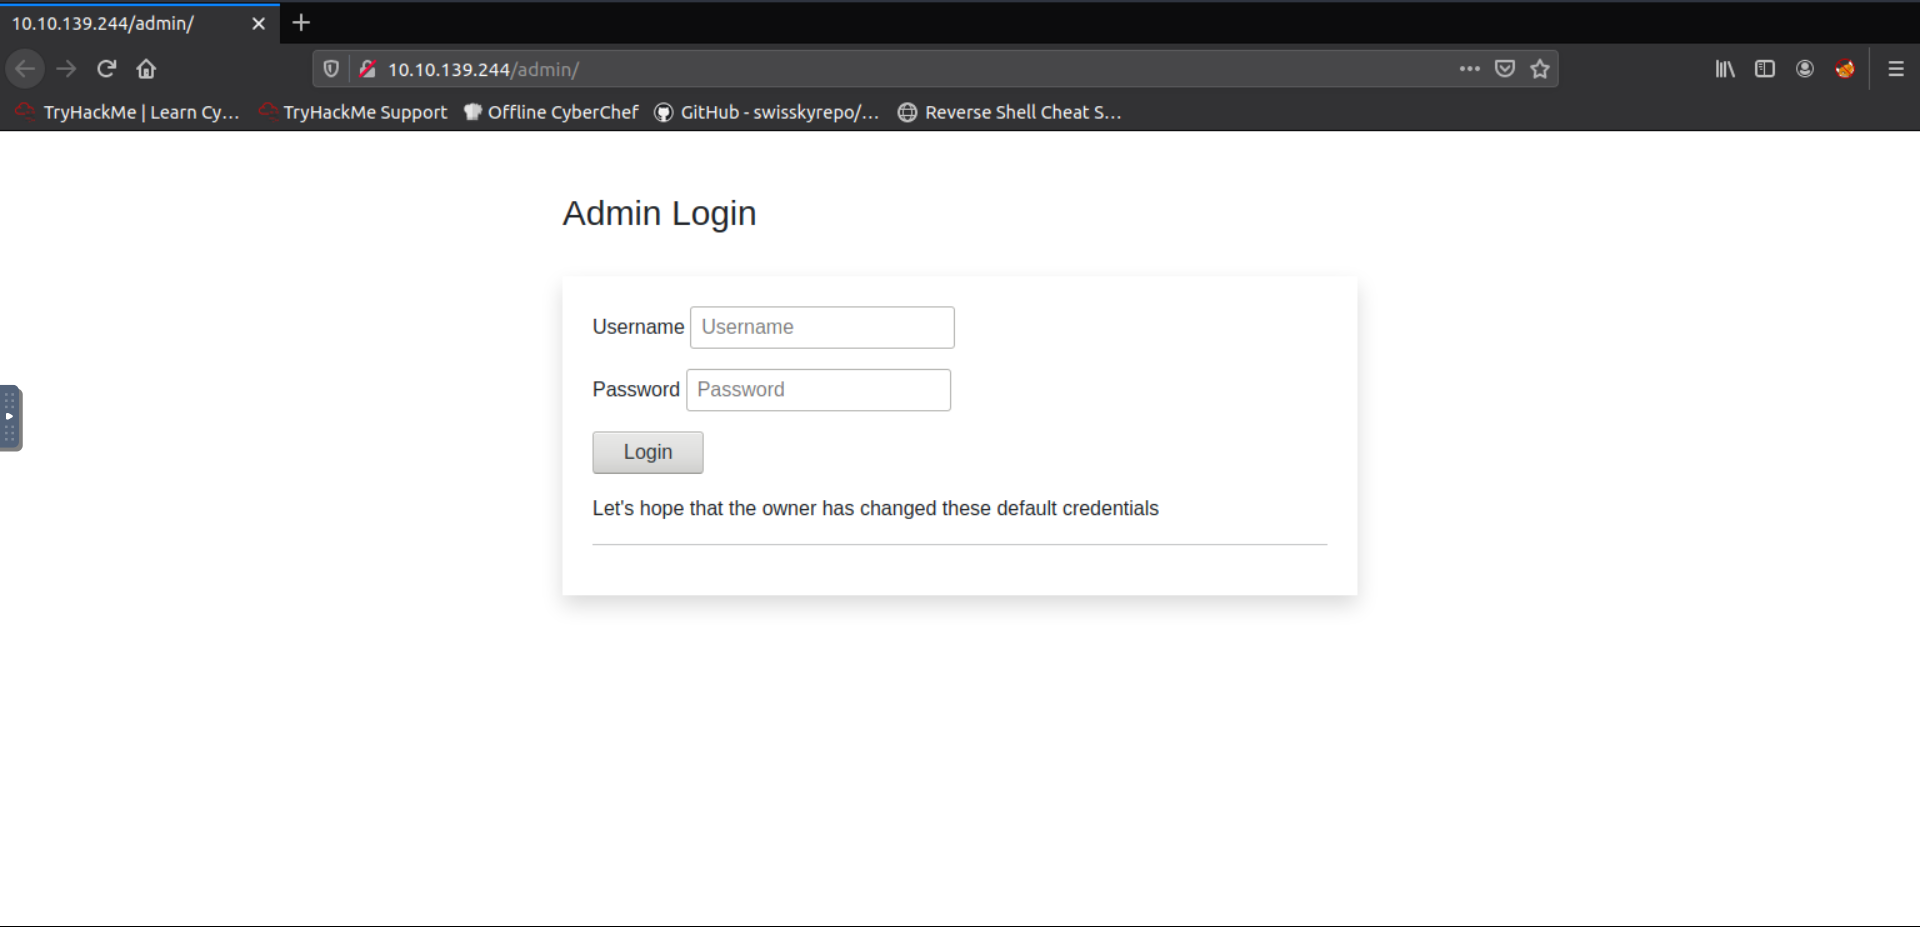 10.10.139.244/admin/
10.10.139.244/admin/
TryHackMe | Learn Cy... TryHackMe Support Offline CyberChef GitHub - swisskyrepo/... Reverse Shell Cheat S...
Admin Login
Username Username
Password Password
Login
Let's hope that the owner has changed these default credentials